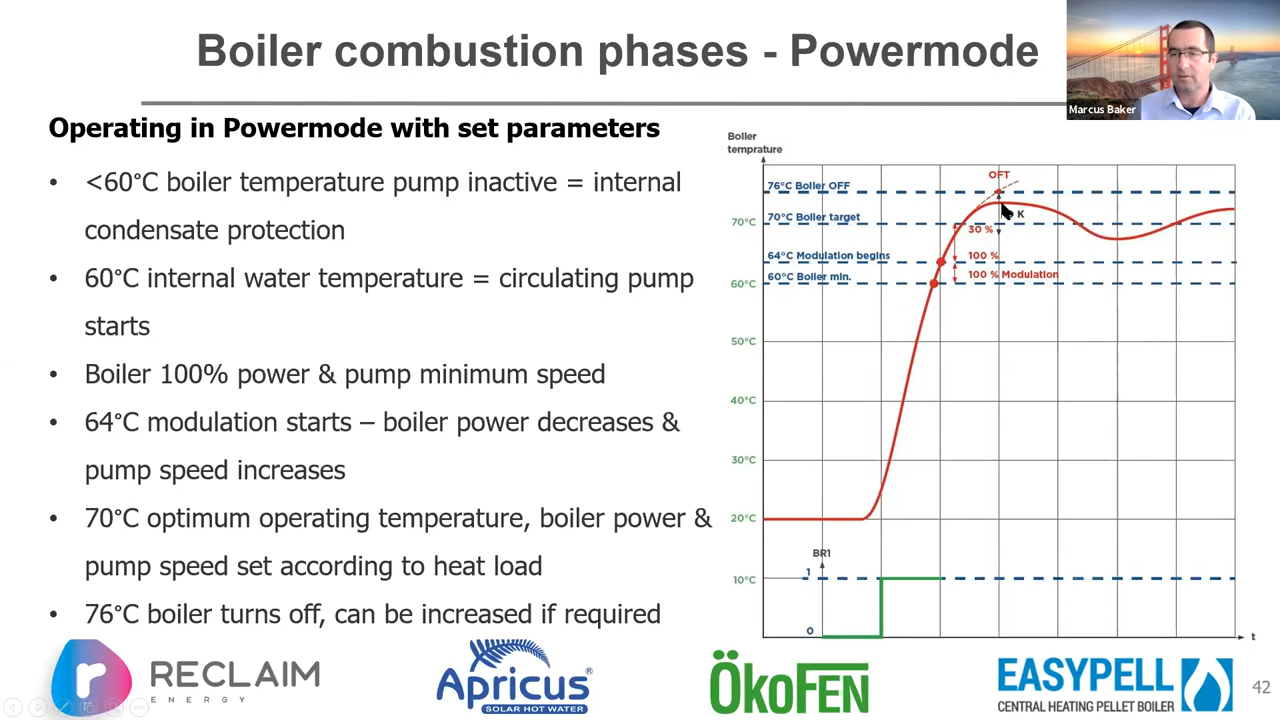 Boiler combustion phases - Powermode
Marcus Baker
Operating in Powermode with set parameters
• <60°C boiler temperature pump inactive = internal
condensate protection
• 60°C internal water temperature = circulating pump
starts
• Boiler 100% power & pump minimum speed
• 64°C modulation starts – boiler power decreases &
pump speed increases
• 70°C optimum operating temperature, boiler power &
pump speed set according to heat load
• 76°C boiler turns off, can be increased if required
Boiler
temprature
OFT
76°C Boiler OFF
K
70°C Boiler target
70°C
30 %
64°C Modulation begins
100 %
60°C Boiler min.
100 % Modulation
60°C
50°C
40°C
30°C
20°C
BR1
1
10°C
0
t
RECLAIM
ENERGY
Apricus®
SOLAR HOT WATER
ÖkoFEN
EASYPELL
CENTRAL HEATING PELLET BOILER
42